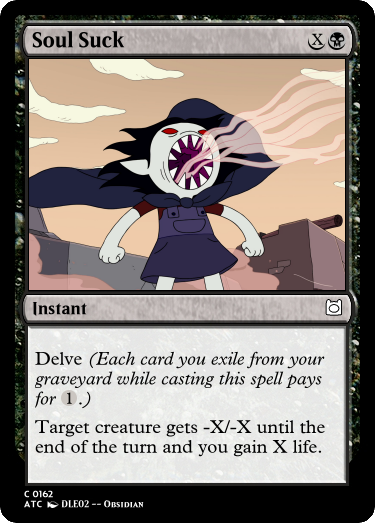 Soul Suck X
Instant
Delve (Each card you exile from your
graveyard while casting this spell pays
for 1.)
Target creature gets -X/-X until the
end of the turn and you gain X life.
C 0162
ATC DLE02 -- Obsidian